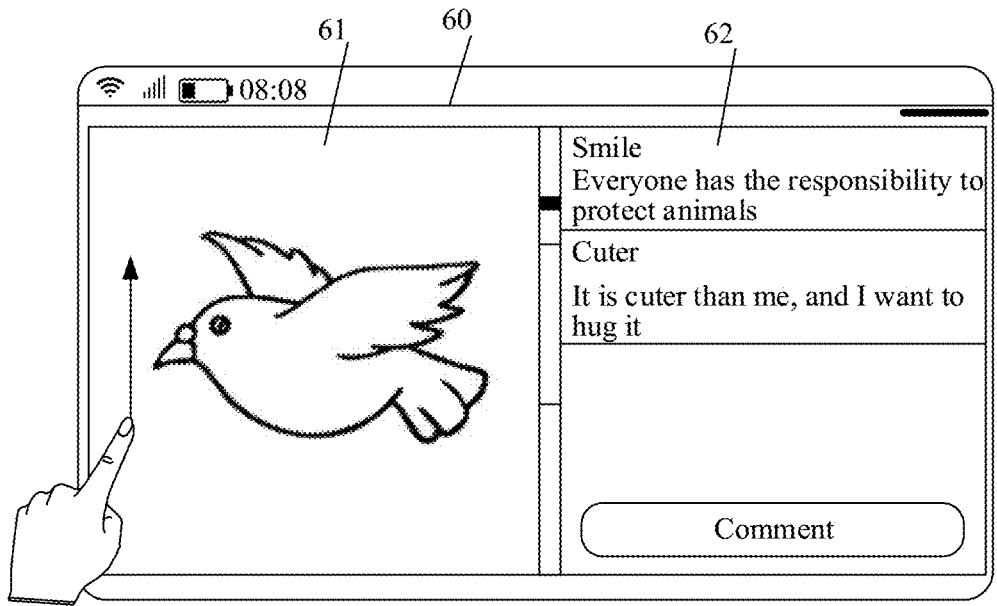 60
61
62
08:08
Smile
Everyone has the responsibility to
protect animals
Cuter
It is cuter than me, and I want to
hug it
Comment